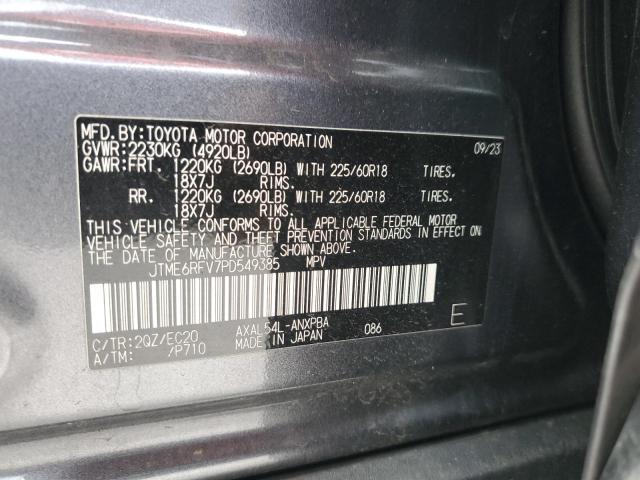 MFD.BY:TOYOTA MOTOR CORPORATION 09/23
GVWR:2230KG (4920LB)
GAWR:FRT. 1220KG (2690LB) WITH 225/60R18 TIRES.
18X7J RIMS.
RR. 1220KG (2690LB) WITH 225/60R18 TIRES.
18X7J RIMS.
THIS VEHICLE CONFORMS TO ALL APPLICABLE FEDERAL MOTOR
VEHICLE SAFETY AND THEFT PREVENTION STANDARDS IN EFFECT ON
THE DATE OF MANUFACTURE SHOWN ABOVE.
JTME6RFV7PD549385 MPV
C/TR:2QZ/EC20 AXAL54L-ANXPBA 086 E
A/TM: /P710 MADE IN JAPAN